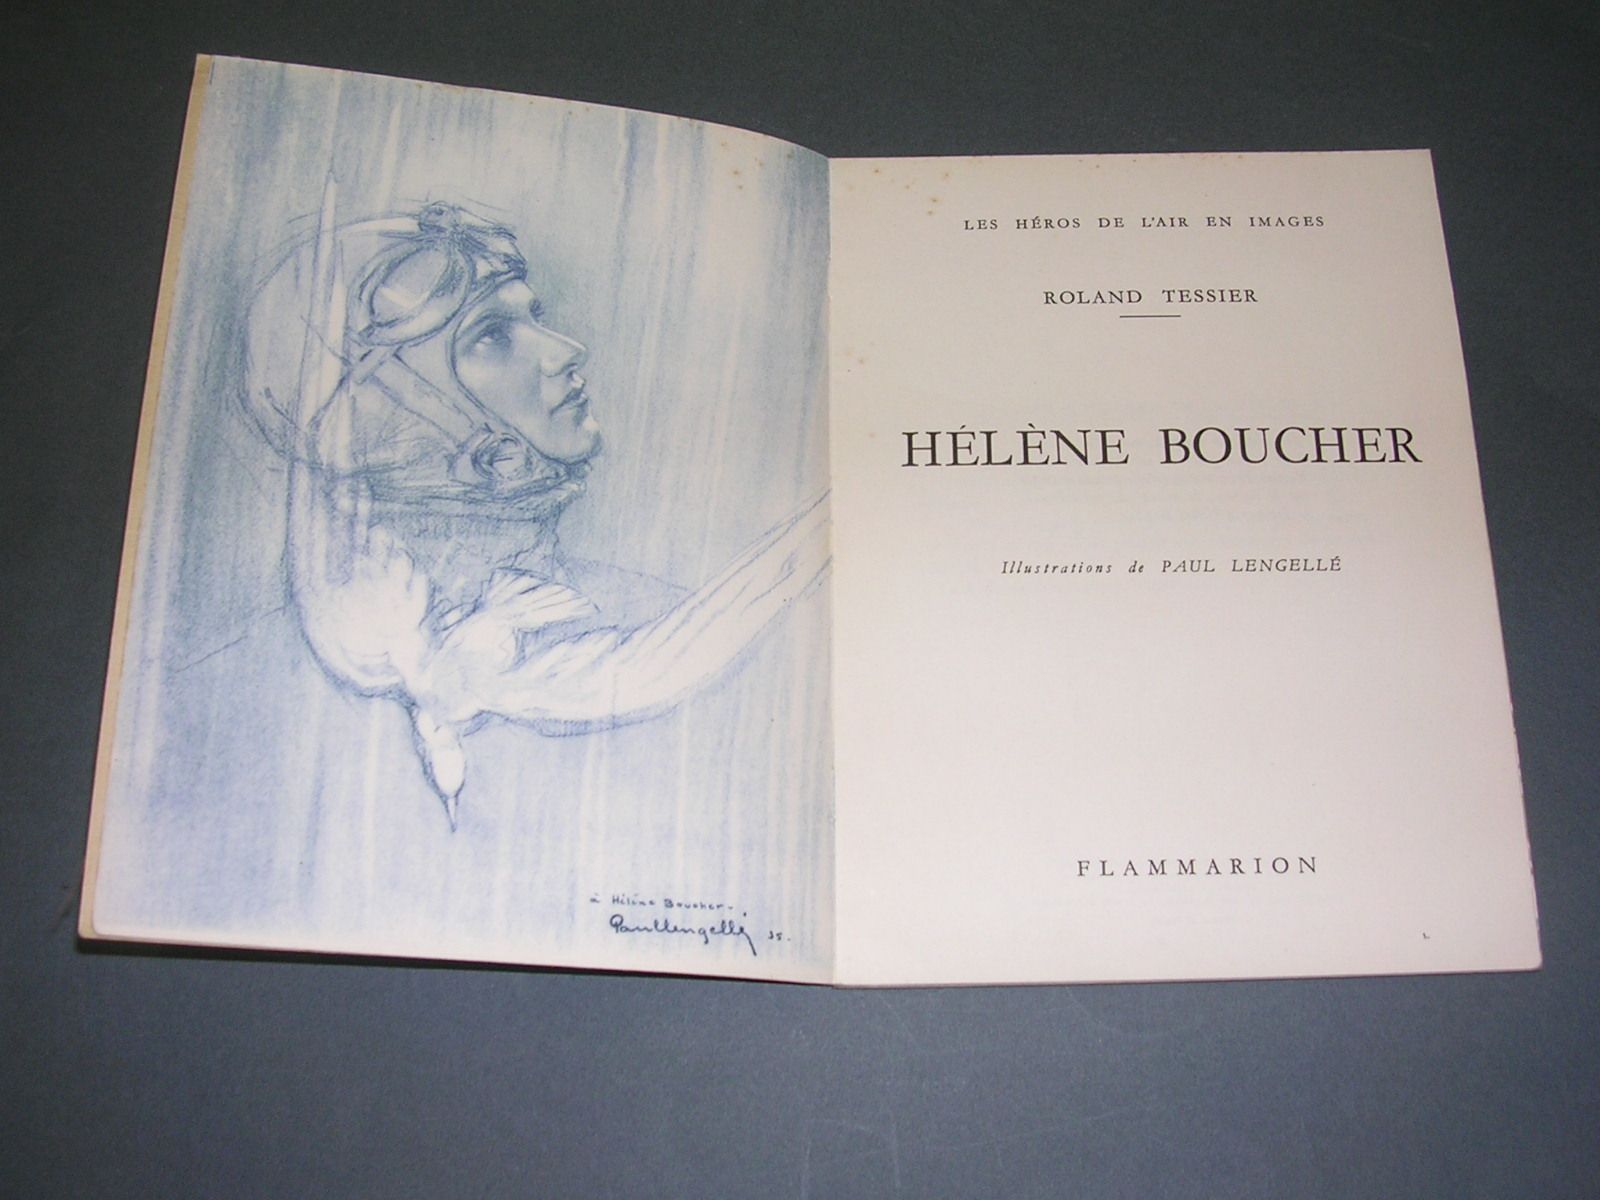 à Hélène Boucher-
Paul Lengellé 35.
LES HÉROS DE L'AIR EN IMAGES
ROLAND TESSIER
HÉLÈNE BOUCHER
Illustrations de PAUL LENGELLÉ
FLAMMARION